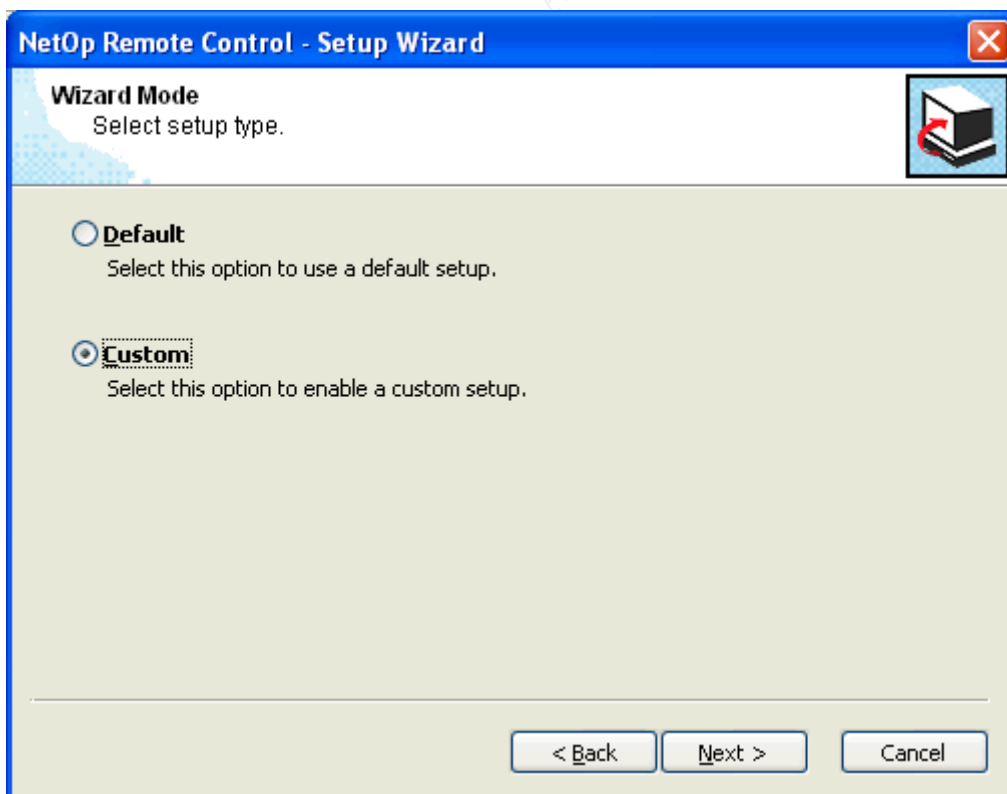 NetOp Remote Control - Setup Wizard
Wizard Mode
Select setup type.
Default
Select this option to use a default setup.
Custom
Select this option to enable a custom setup.
< Back Next > Cancel